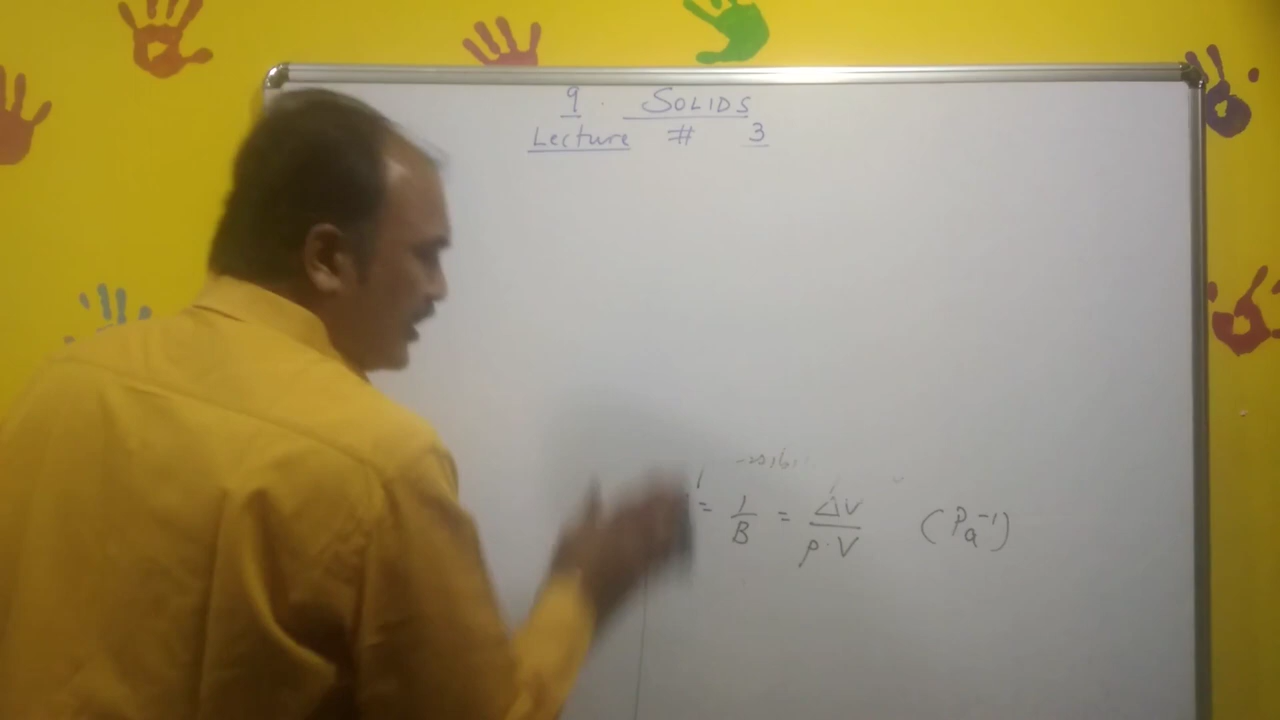 9. SOLIDS
Lecture # 3
= 1/B = ΔV/P·V (Pa⁻¹)